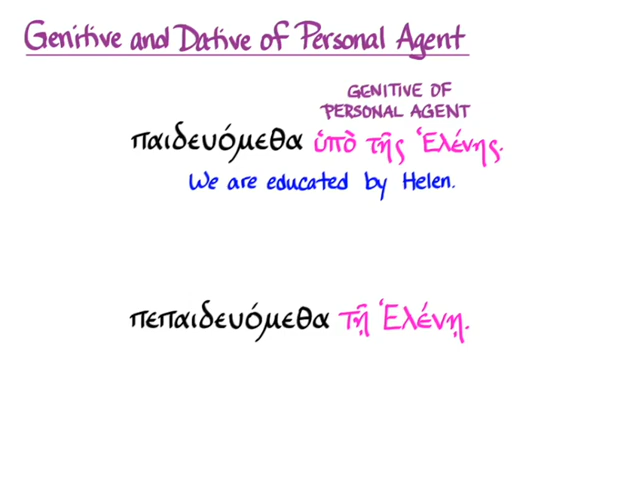 Genitive and Dative of Personal Agent
GENITIVE OF
PERSONAL AGENT
παιδευόμεθα ὑπὸ τῆς Ἑλένης.
We are educated by Helen.
πεπαιδευόμεθα τῇ Ἑλένῃ.